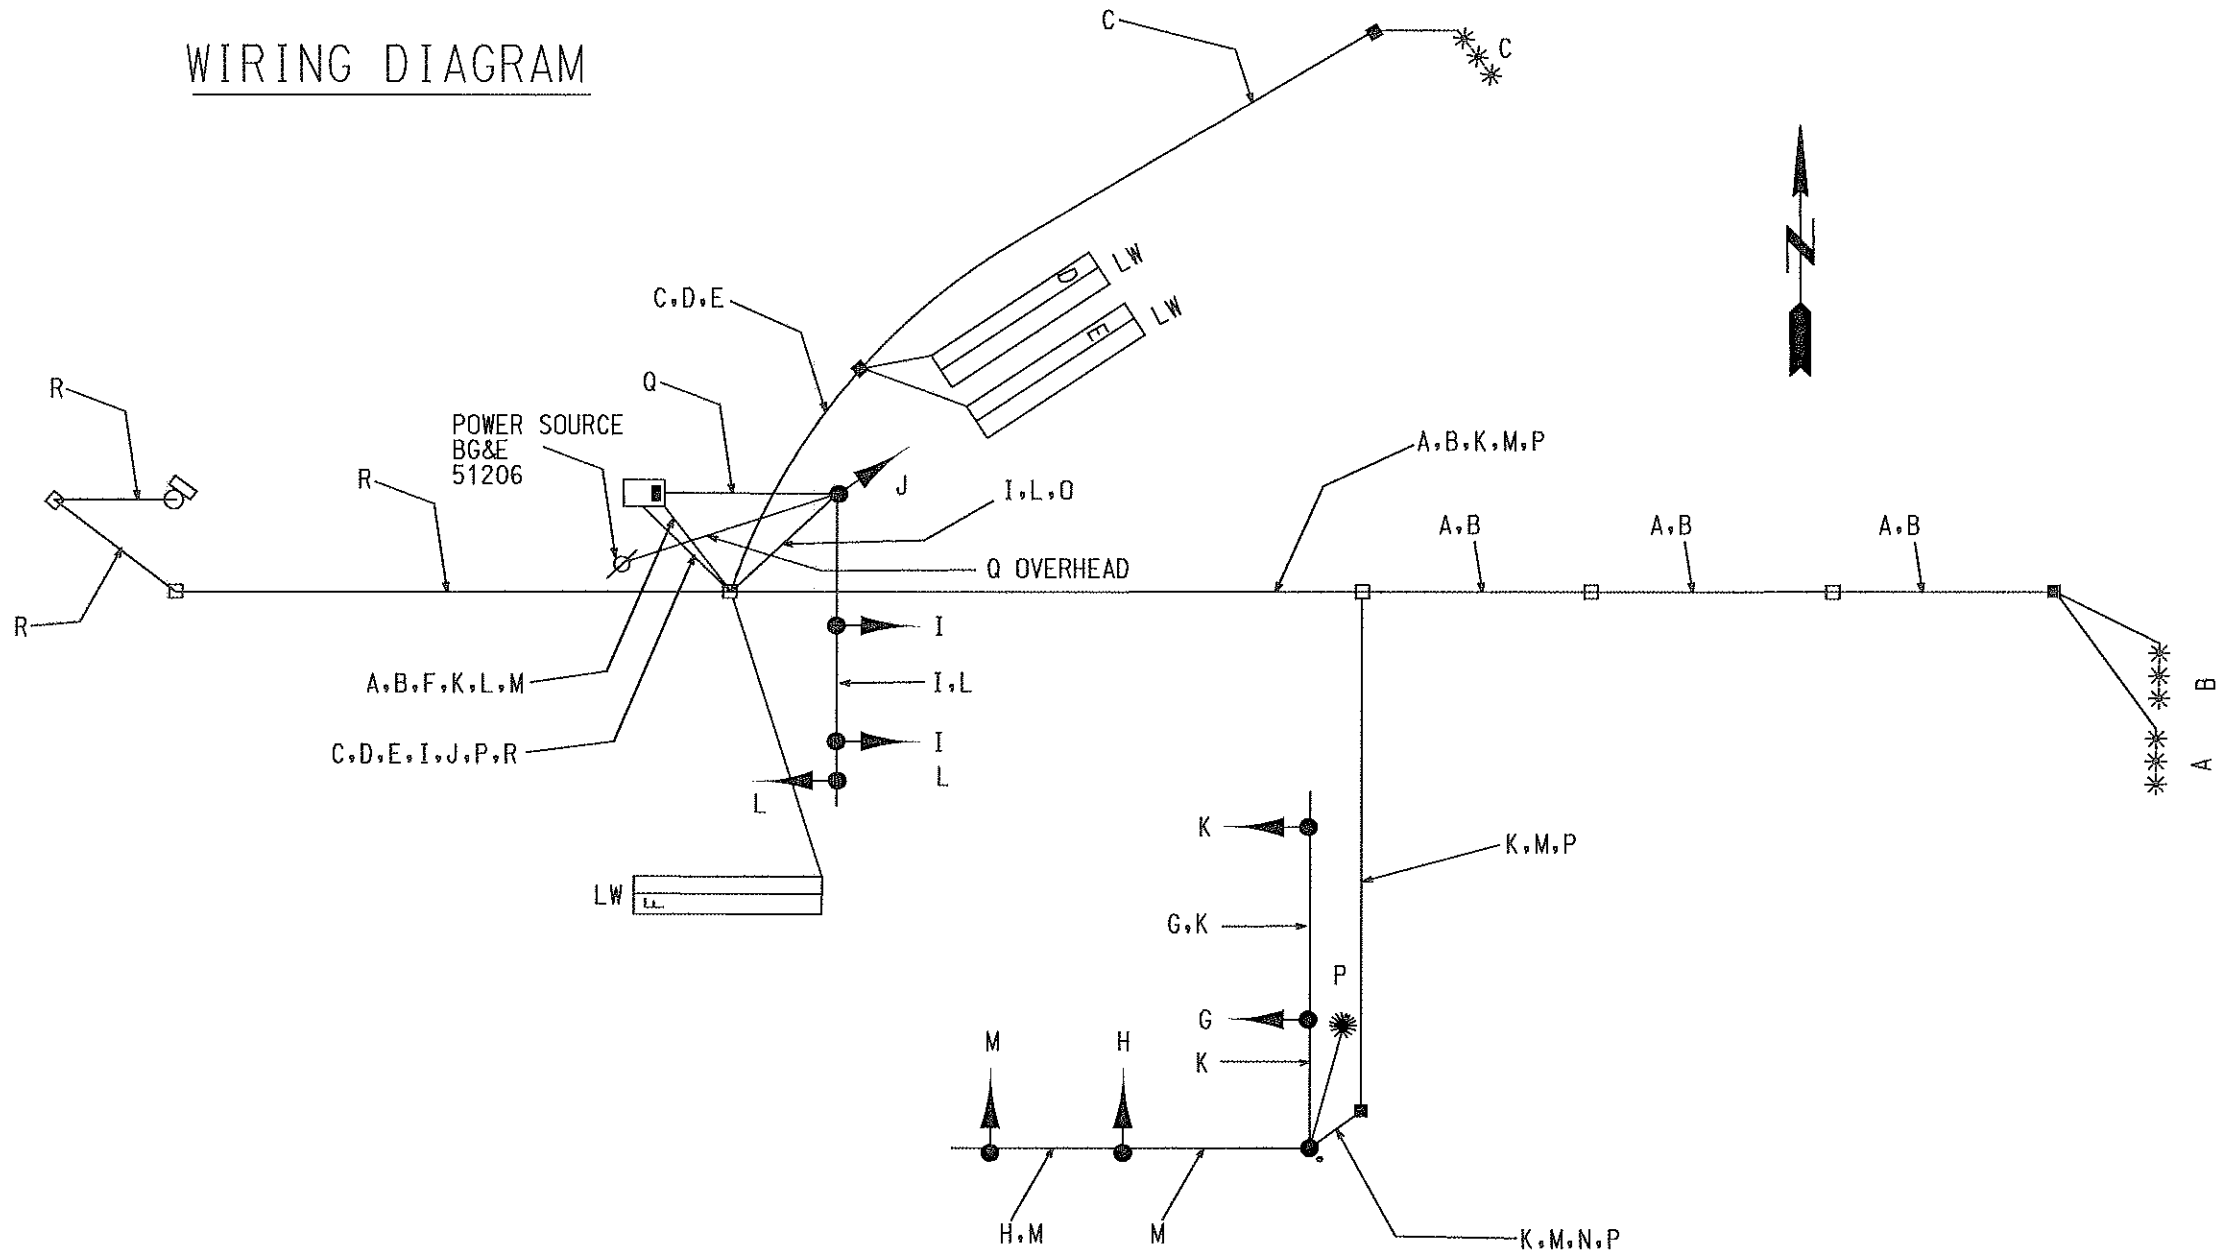 WIRING DIAGRAM
C
C
LW
D
LW
E
C,D,E
Q
R
POWER SOURCE
BG&E
51206
R
J
I,L,O
A,B,K,M,P
A,B
A,B
A,B
Q OVERHEAD
R
I
A,B,F,K,L,M
I,L
B
C,D,E,I,J,P,R
I
L
L
A
K
K,M,P
LW
F
G,K
P
G
M
H
K
H,M
M
K,M,N,P
N